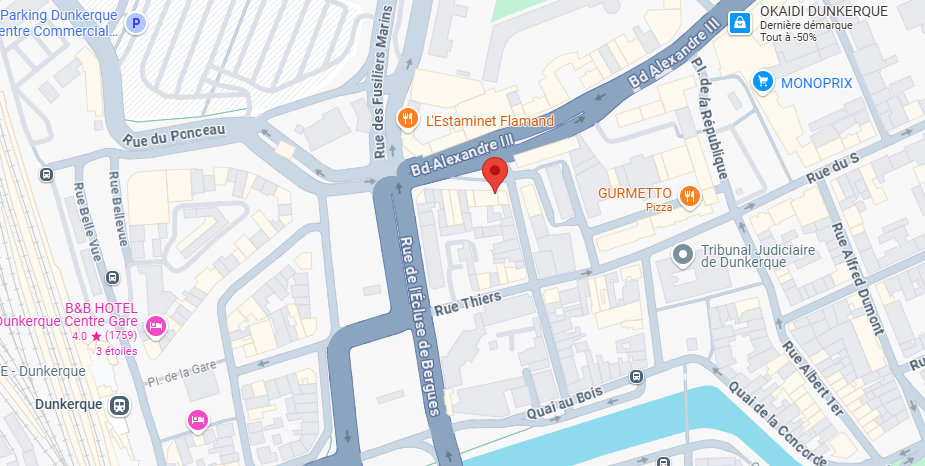 Parking Dunkerque
entre Commercial...
P
OKAIDI DUNKERQUE
Dernière démarque
Tout à -50%
Bd Alexandre III
MONOPRIX
Rue des Fusiliers Marins
L'Estaminet Flamand
Pl. de la République
Rue du Ponceau
Bd Alexandre III
Rue du S
Rue Belle Vue
Rue Bellevue
GURMETTO
Pizza
Tribunal Judiciaire
de Dunkerque
Rue Alfred Dumont
Rue de l'Écluse de Bergues
Rue Thiers
B&B HOTEL
Dunkerque Centre Gare
4.0 ★ (1759)
3 étoiles
Pl. de la Gare
E - Dunkerque
Dunkerque
Quai au Bois
Rue Albert 1er
Quai de la Concorde
Ru